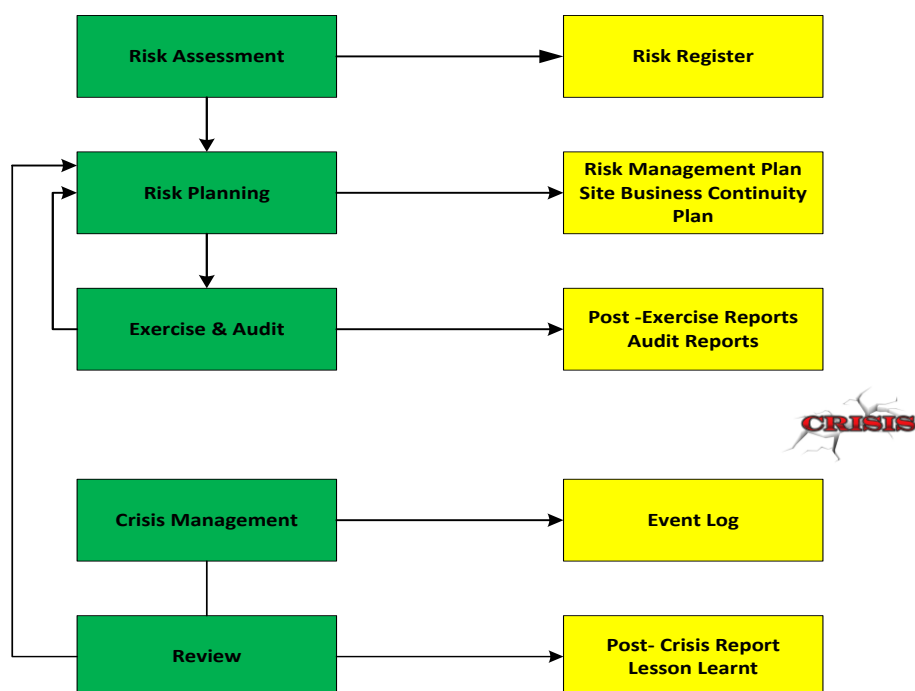 Risk Assessment
Risk Register
Risk Planning
Risk Management Plan
Site Business Continuity
Plan
Exercise & Audit
Post -Exercise Reports
Audit Reports
CRISIS
Crisis Management
Event Log
Review
Post- Crisis Report
Lesson Learnt